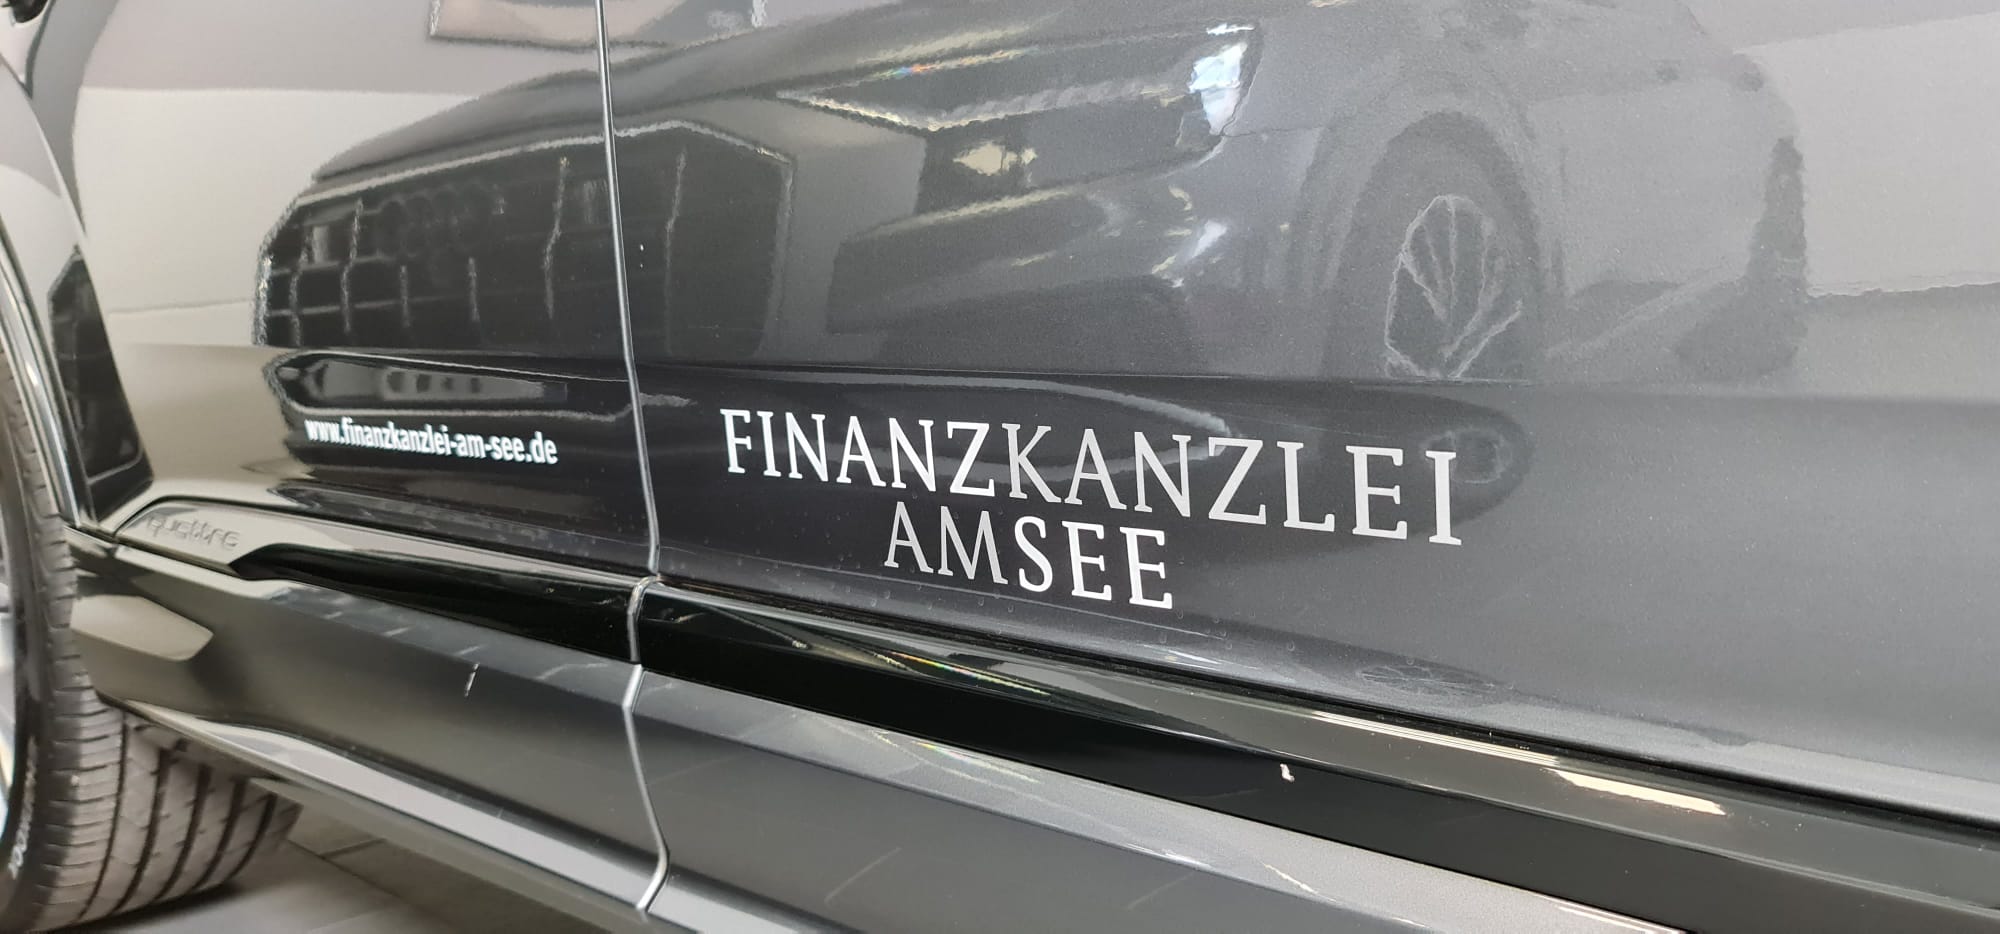 www.finanzkanzlei-am-see.de
FINANZKANZLEI
AMSEE
quattro